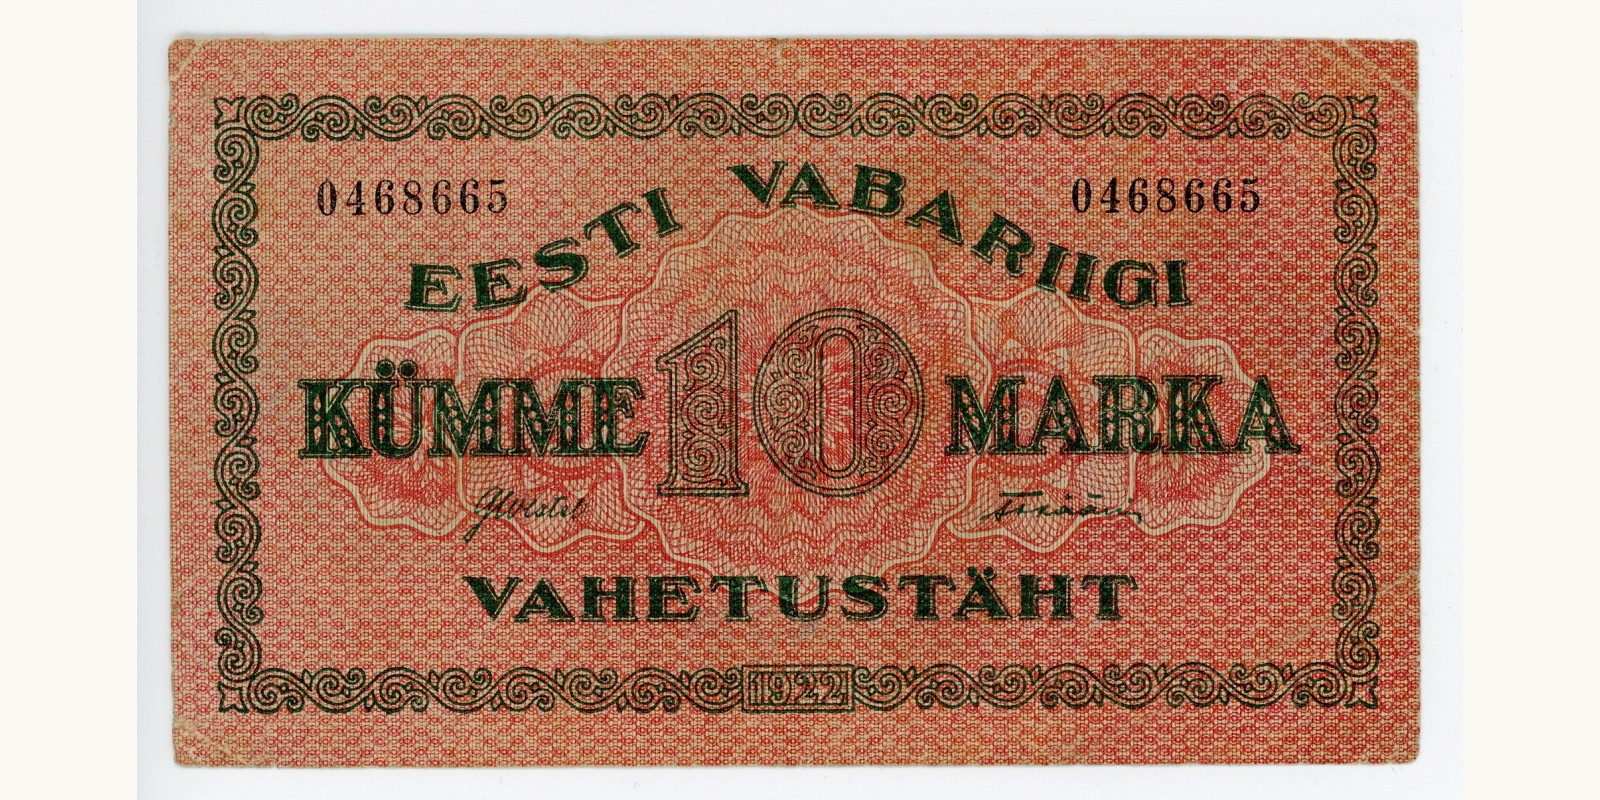 0468665 0468665
EESTI VABARIIGI
KÜMME 10 MARKA
VAHETUSTÄHT
1922